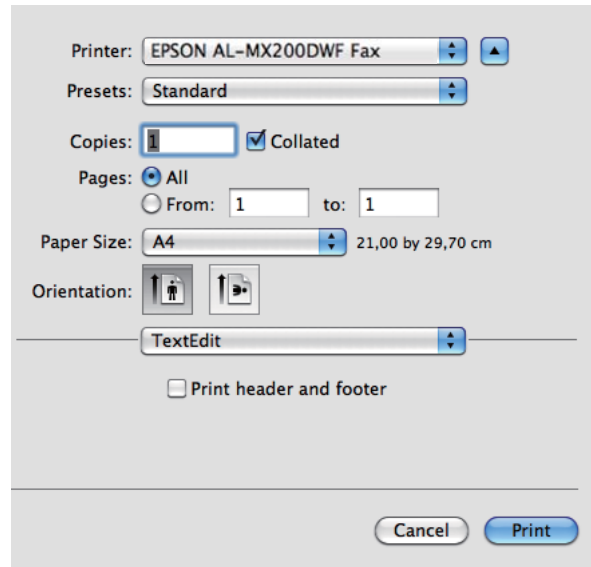 Printer: EPSON AL-MX200DWF Fax
Presets: Standard
Copies: 1 Collated
Pages: All
From: 1 to: 1
Paper Size: A4 21,00 by 29,70 cm
Orientation:
TextEdit
Print header and footer
Cancel Print